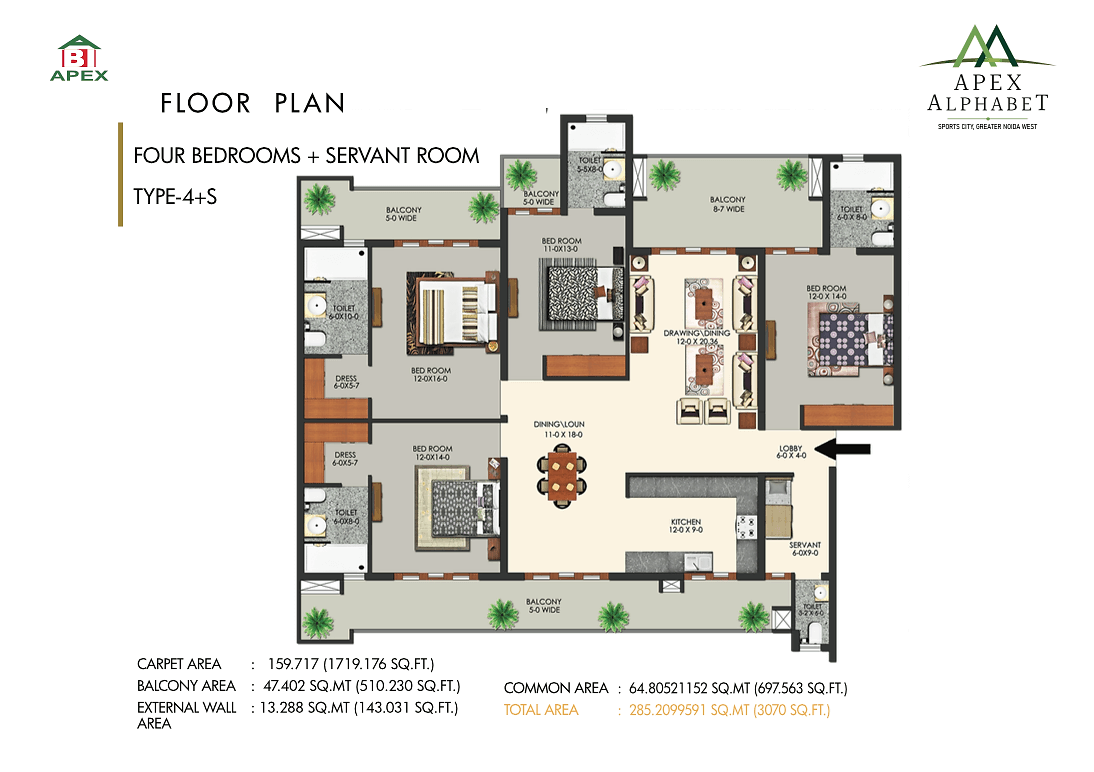 ABI
APEX
APEX
ALPHABET
SPORTS CITY, GREATER NOIDA WEST
FLOOR PLAN
FOUR BEDROOMS + SERVANT ROOM
TYPE-4+S
TOILET
5-5X8-0
BALCONY
5-0 WIDE
BALCONY
5-0 WIDE
BALCONY
8-7 WIDE
TOILET
6-0 X 8-0
BED ROOM
11-0X13-0
BED ROOM
12-0 X 14-0
TOILET
6-0X10-0
DRAWING\DINING
12-0 X 20.36
BED ROOM
12-0X16-0
DRESS
6-0X5-7
DINING\LOUN
11-0 X 18-0
BED ROOM
12-0X14-0
DRESS
6-0X5-7
LOBBY
6-0 X 4-0
TOILET
6-0X8-0
KITCHEN
12-0 X 9-0
SERVANT
6-0X9-0
BALCONY
5-0 WIDE
TOILET
5-2 X 6-0
CARPET AREA : 159.717 (1719.176 SQ.FT.)
BALCONY AREA : 47.402 SQ.MT (510.230 SQ.FT.)
EXTERNAL WALL : 13.288 SQ.MT (143.031 SQ.FT.)
AREA
COMMON AREA : 64.80521152 SQ.MT (697.563 SQ.FT.)
TOTAL AREA : 285.2099591 SQ.MT (3070 SQ.FT.)